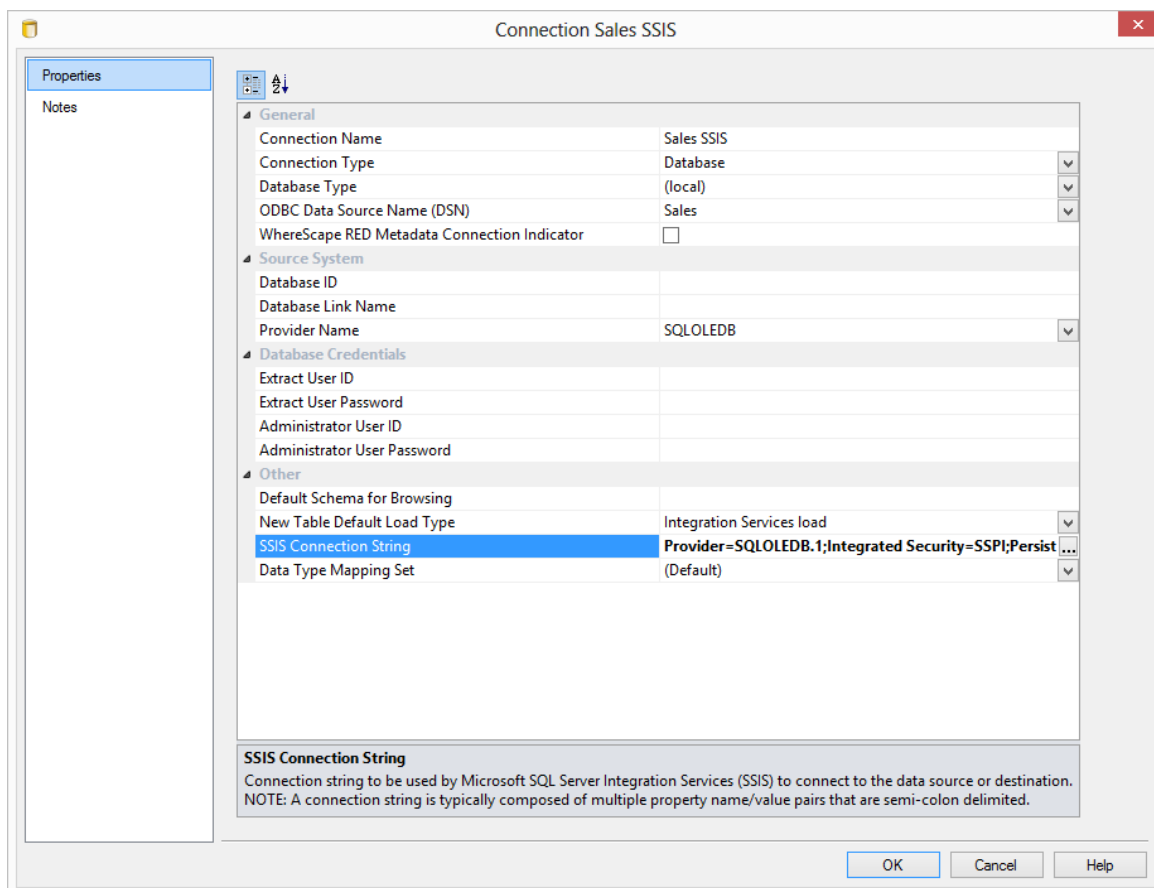 Connection Sales SSIS
Properties
Notes
General
Connection Name Sales SSIS
Connection Type Database
Database Type (local)
ODBC Data Source Name (DSN) Sales
WhereScape RED Metadata Connection Indicator
Source System
Database ID
Database Link Name
Provider Name SQLOLEDB
Database Credentials
Extract User ID
Extract User Password
Administrator User ID
Administrator User Password
Other
Default Schema for Browsing
New Table Default Load Type Integration Services load
SSIS Connection String Provider=SQLOLEDB.1;Integrated Security=SSPI;Persist ...
Data Type Mapping Set (Default)
SSIS Connection String
Connection string to be used by Microsoft SQL Server Integration Services (SSIS) to connect to the data source or destination.
NOTE: A connection string is typically composed of multiple property name/value pairs that are semi-colon delimited.
OK Cancel Help